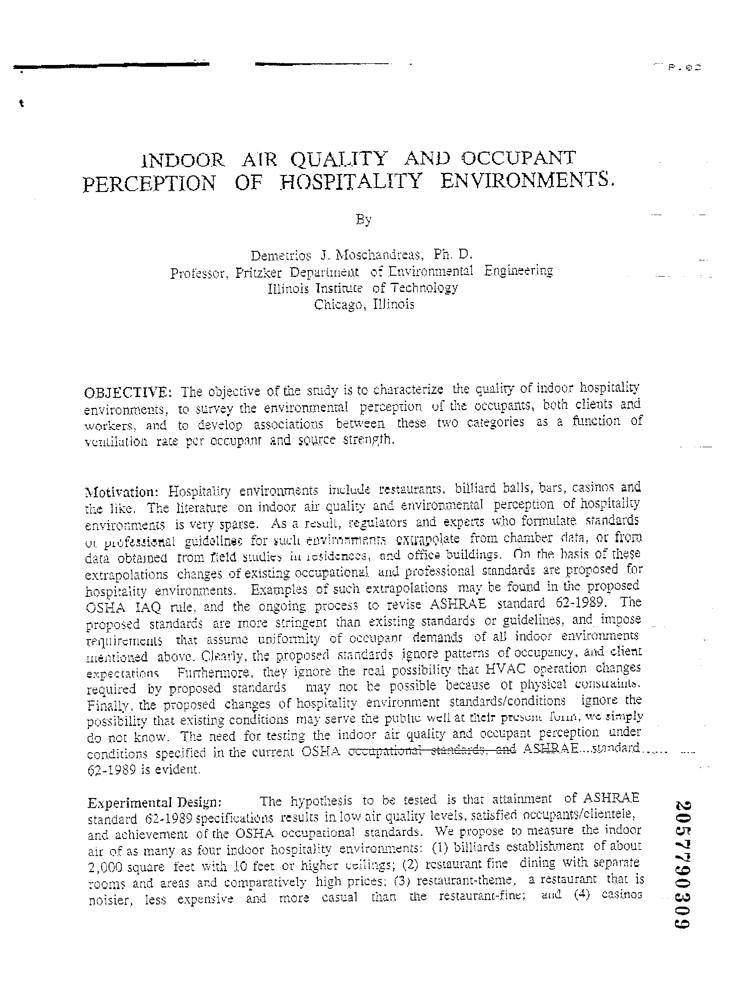 P.02
INDOOR AIR QUALITY AND OCCUPANT
PERCEPTION OF HOSPITALITY ENVIRONMENTS.
By
Demetrios J. Moschandreas, Ph. D.
Professor, Pritzker Department of Environmental Engineering
Illinois Institute of Technology
Chicago, Illinois
OBJECTIVE: The objective of the study is to characterize the quality of indoor hospitality
environments, to survey the environmental perception of the occupants, both clients and
workers, and to develop associations between these two categories as a function of
ventilation rate per occupant and source strength.
Motivation: Hospitality environments include restaurants, billiard halls, bars, casinos and
the like. The literature on indoor air quality and environmental perception of hospitality
environments is very sparse. As a result, regulators and experts who formulate standards
or professional guidelines for such environments extrapolate from chamber data, or from
data obtained from field studies in residences, and office buildings. On the basis of these
extrapolations changes of existing occupational and professional standards are proposed for
hospitality environments. Examples of such extrapolations may be found in the proposed
OSHA IAQ rule, and the ongoing process to revise ASHRAE standard 62-1989. The
proposed standards are more stringent than existing standards or guidelines, and impose
requirements that assume uniformity of occupant demands of all indoor environments
mentioned above. Clearly, the proposed standards ignore patterns of occupancy, and client
expectations Furthermore, they ignore the real possibility that HVAC operation changes
required by proposed standards may not be possible because of physical constraints.
Finally, the proposed changes of hospitality environment standards/conditions ignore the
possibility that existing conditions may serve the public well at their present form, we simply
do not know. The need for testing the indoor air quality and occupant perception under
conditions specified in the current OSHA occupational standards, and ASHRAE...standard.....
62-1989 is evident.
Experimental Design: The hypothesis to be tested is that attainment of ASHRAE
standard 62-1989 specifications results in low air quality levels, satisfied occupants/clientele,
and achievement of the OSHA occupational standards. We propose to measure the indoor
air of as many as four indoor hospitality environments: (1) billiards establishment of about
2,000 square feet with 10 feet or higher ceilings; (2) restaurant fine dining with separate
rooms and areas and comparatively high prices; (3) restaurant-theme, a restaurant that is
noisier, less expensive and more casual than the restaurant-fine; and (4) casinos
2057790309